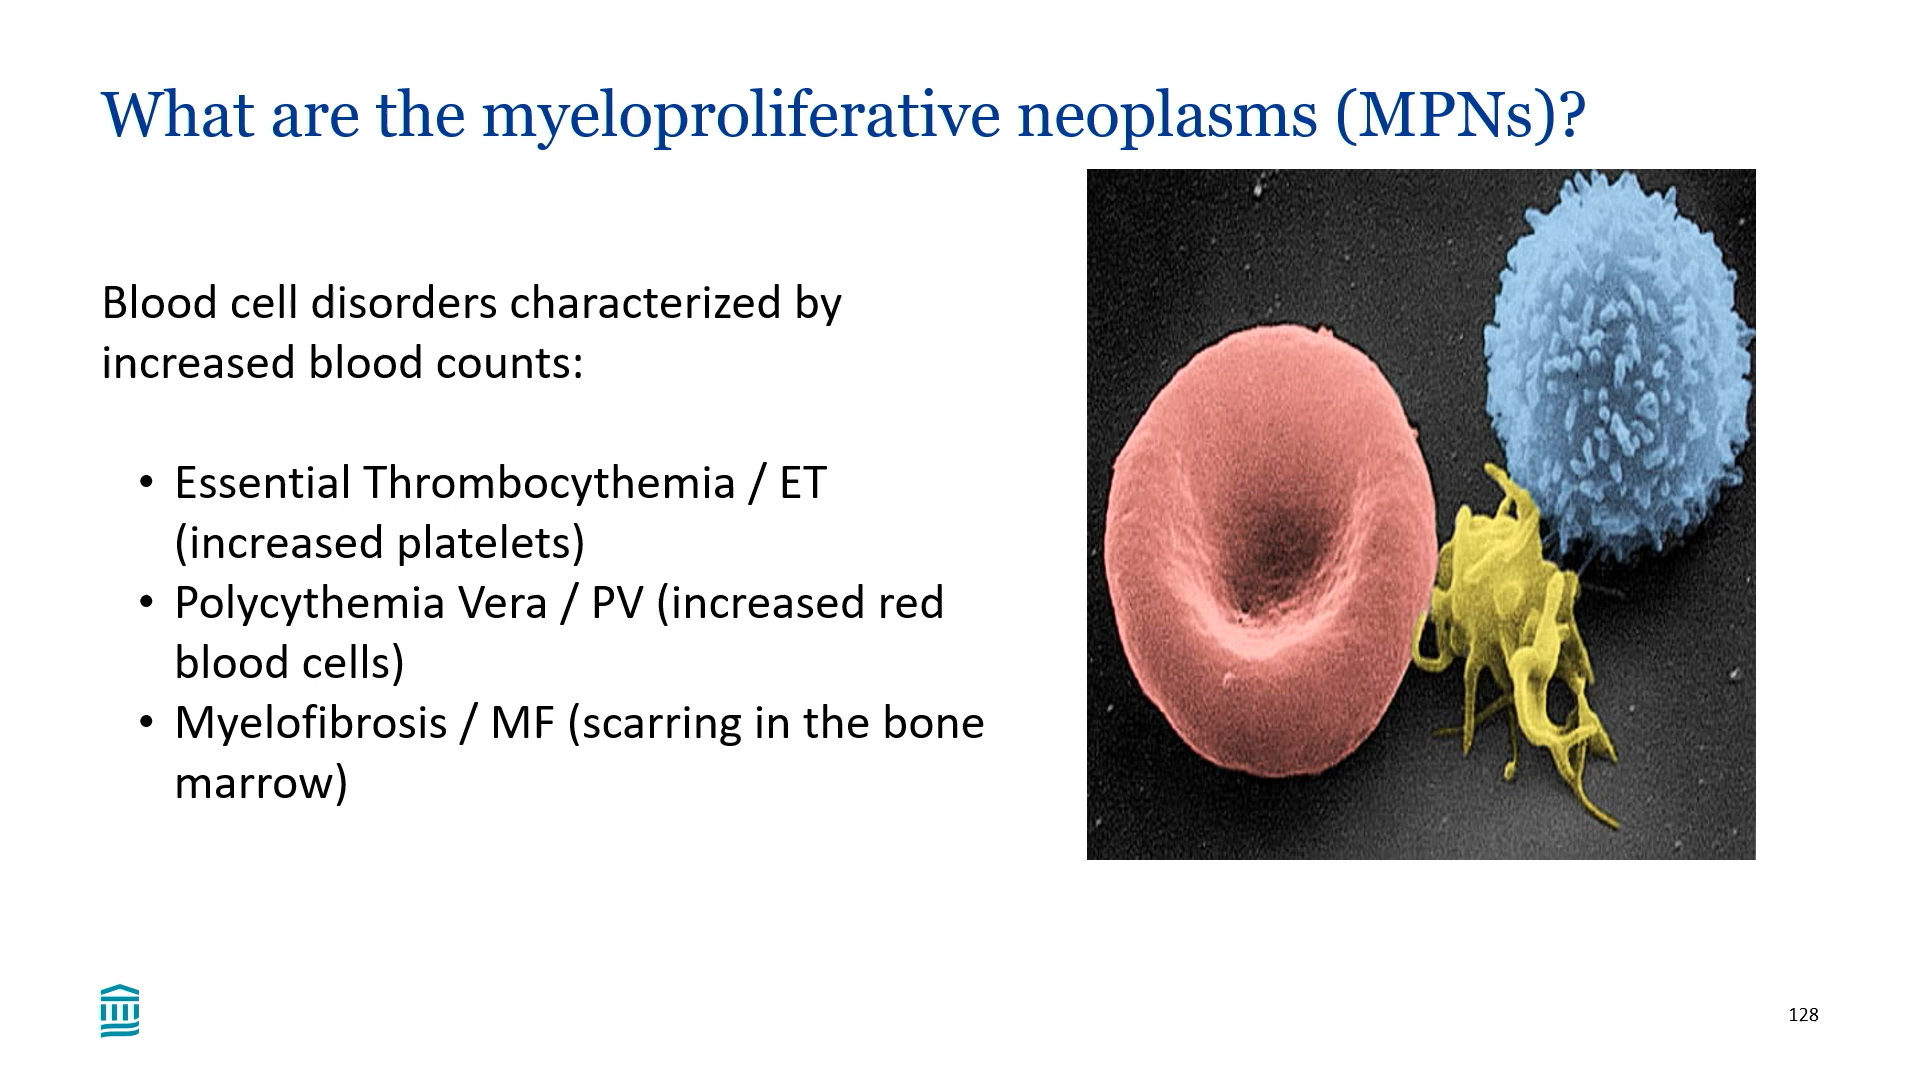 What are the myeloproliferative neoplasms (MPNs)?
Blood cell disorders characterized by
increased blood counts:
• Essential Thrombocythemia / ET
(increased platelets)
• Polycythemia Vera / PV (increased red
blood cells)
• Myelofibrosis / MF (scarring in the bone
marrow)
128